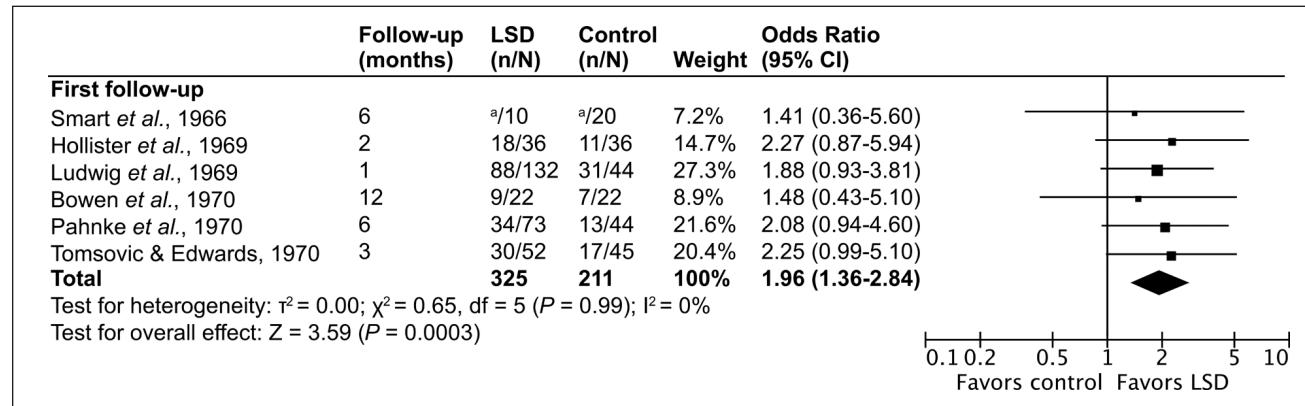 Follow-up LSD Control Odds Ratio
(months) (n/N) (n/N) Weight (95% CI)
First follow-up
Smart et al., 1966 6 ᵃ/10 ᵃ/20 7.2% 1.41 (0.36-5.60)
Hollister et al., 1969 2 18/36 11/36 14.7% 2.27 (0.87-5.94)
Ludwig et al., 1969 1 88/132 31/44 27.3% 1.88 (0.93-3.81)
Bowen et al., 1970 12 9/22 7/22 8.9% 1.48 (0.43-5.10)
Pahnke et al., 1970 6 34/73 13/44 21.6% 2.08 (0.94-4.60)
Tomsovic & Edwards, 1970 3 30/52 17/45 20.4% 2.25 (0.99-5.10)
Total 325 211 100% 1.96 (1.36-2.84)
Test for heterogeneity: τ² = 0.00; χ² = 0.65, df = 5 (P = 0.99); I² = 0%
Test for overall effect: Z = 3.59 (P = 0.0003)
0.1 0.2 0.5 1 2 5 10
Favors control Favors LSD